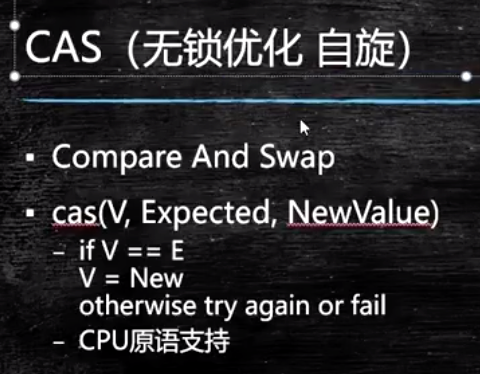 CAS（无锁优化 自旋）
▪ Compare And Swap
▪ cas(V, Expected, NewValue)
– if V == E
V = New
otherwise try again or fail
– CPU原语支持